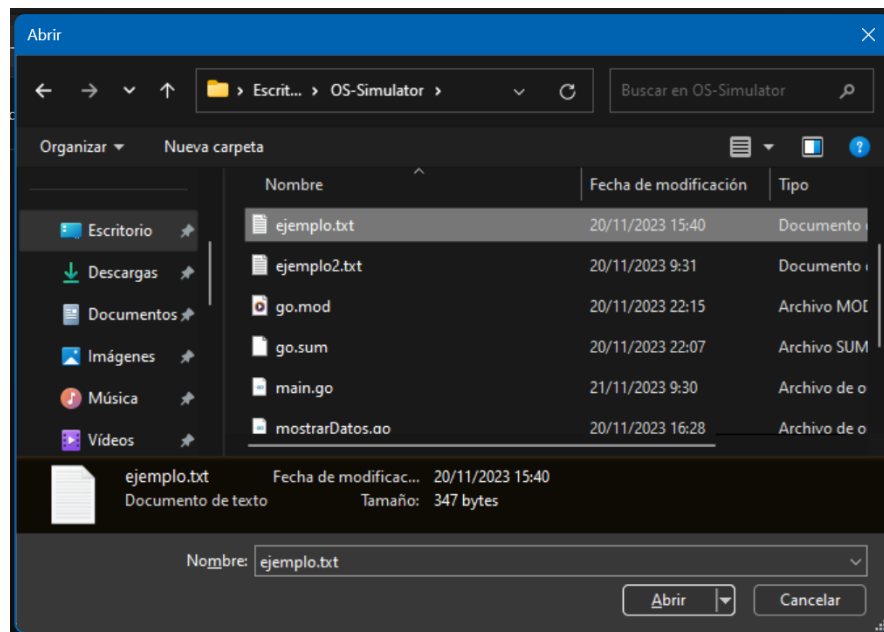 Abrir
Escrit... > OS-Simulator >
Buscar en OS-Simulator
Organizar
Nueva carpeta
Nombre
Fecha de modificación
Tipo
Escritorio
Descargas
Documentos
Imágenes
Música
Vídeos
ejemplo.txt 20/11/2023 15:40 Documento
ejemplo2.txt 20/11/2023 9:31 Documento
go.mod 20/11/2023 22:15 Archivo MOD
go.sum 20/11/2023 22:07 Archivo SUM
main.go 21/11/2023 9:30 Archivo de o
mostrarDatos.go 20/11/2023 16:28 Archivo de o
ejemplo.txt Fecha de modificac... 20/11/2023 15:40
Documento de texto Tamaño: 347 bytes
Nombre: ejemplo.txt
Abrir
Cancelar